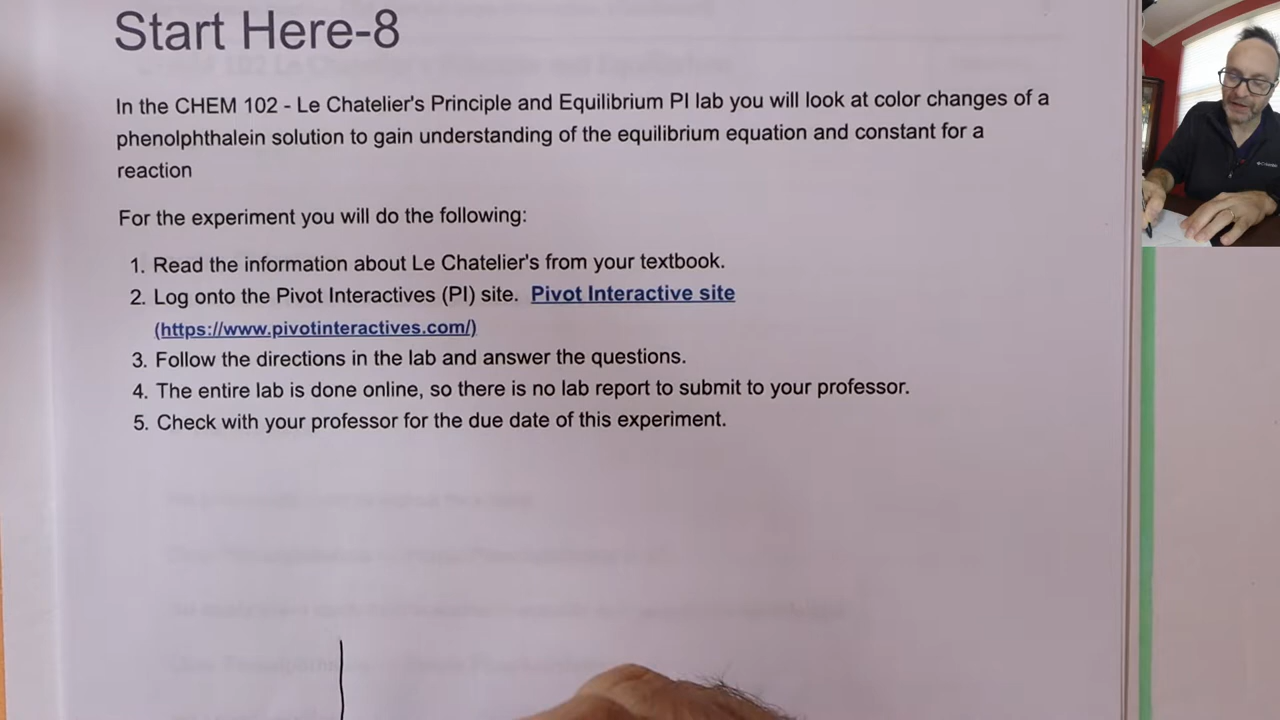 Start Here-8
In the CHEM 102 - Le Chatelier's Principle and Equilibrium PI lab you will look at color changes of a
phenolphthalein solution to gain understanding of the equilibrium equation and constant for a
reaction
For the experiment you will do the following:
1. Read the information about Le Chatelier's from your textbook.
2. Log onto the Pivot Interactives (PI) site. Pivot Interactive site
(https://www.pivotinteractives.com/)
3. Follow the directions in the lab and answer the questions.
4. The entire lab is done online, so there is no lab report to submit to your professor.
5. Check with your professor for the due date of this experiment.